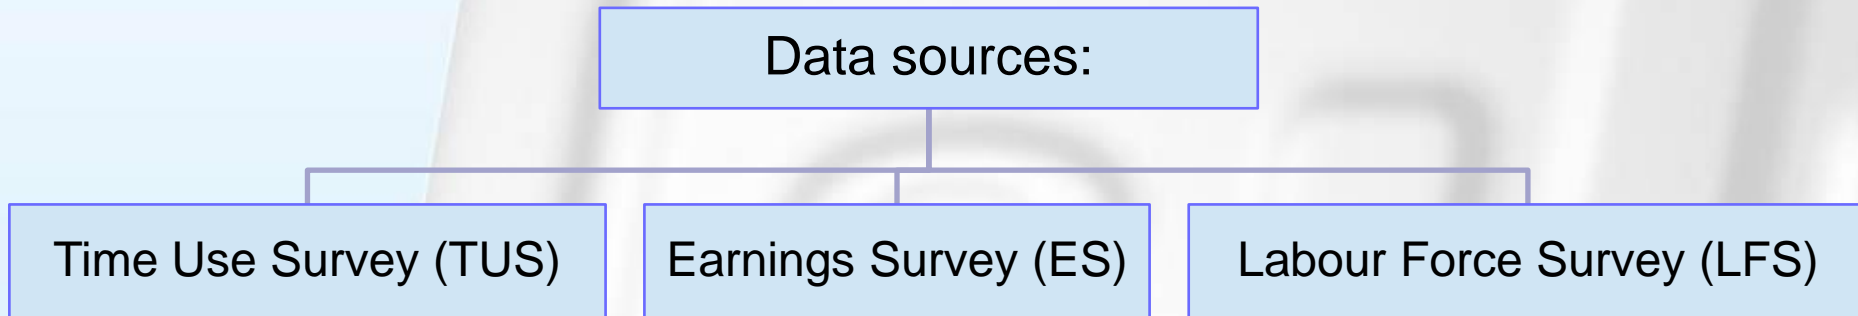 Data sources:
Time Use Survey (TUS)
Earnings Survey (ES)
Labour Force Survey (LFS)